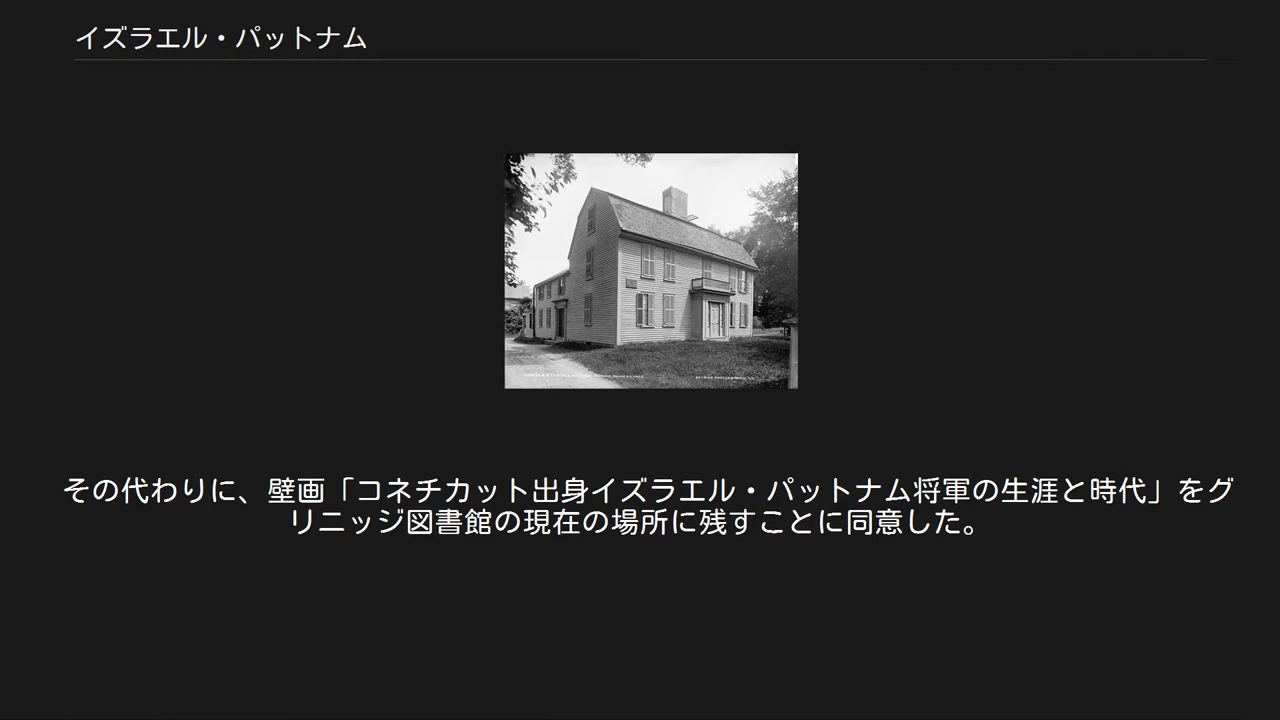 イズラエル・パットナム
その代わりに、壁画「コネチカット出身イズラエル・パットナム将軍の生涯と時代」をグ
リニッジ図書館の現在の場所に残すことに同意した。